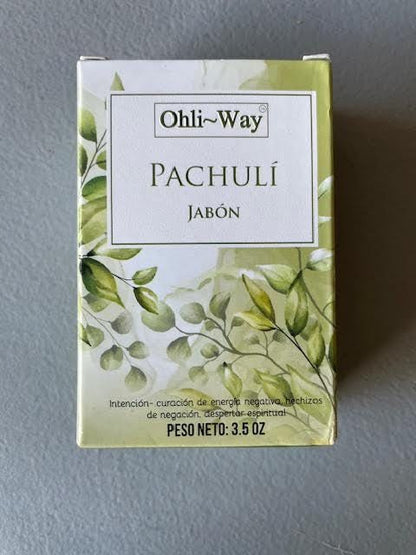 Ohli~Way
PACHULÍ
JABÓN
Intención- curación de energía negativa, hechizos
de negación, despertar espiritual
PESO NETO: 3.5 OZ